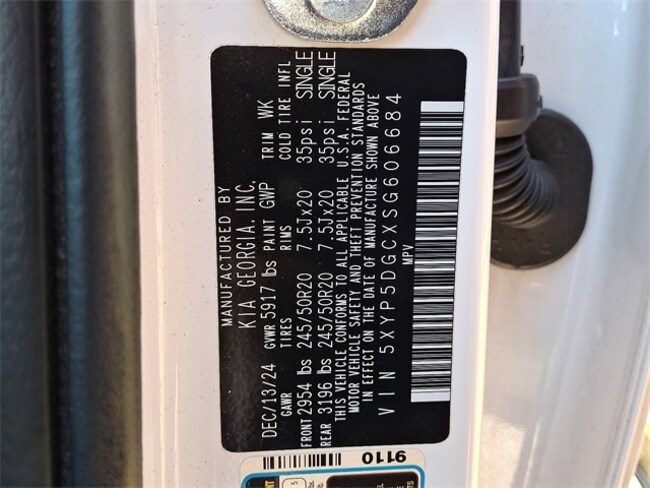 MANUFACTURED BY
KIA GEORGIA, INC.
DEC/13/24 GVWR 5917 lbs PAINT GWP TRIM WK
GAWR TIRES RIMS COLD TIRE INFL
FRONT 2954 lbs 245/50R20 7.5Jx20 35psi SINGLE
REAR 3196 lbs 245/50R20 7.5Jx20 35psi SINGLE
THIS VEHICLE CONFORMS TO ALL APPLICABLE U.S.A. FEDERAL
MOTOR VEHICLE SAFETY AND THEFT PREVENTION STANDARDS
IN EFFECT ON THE DATE OF MANUFACTURE SHOWN ABOVE
VIN 5XYP5DGCXSG606684
MPV
9110